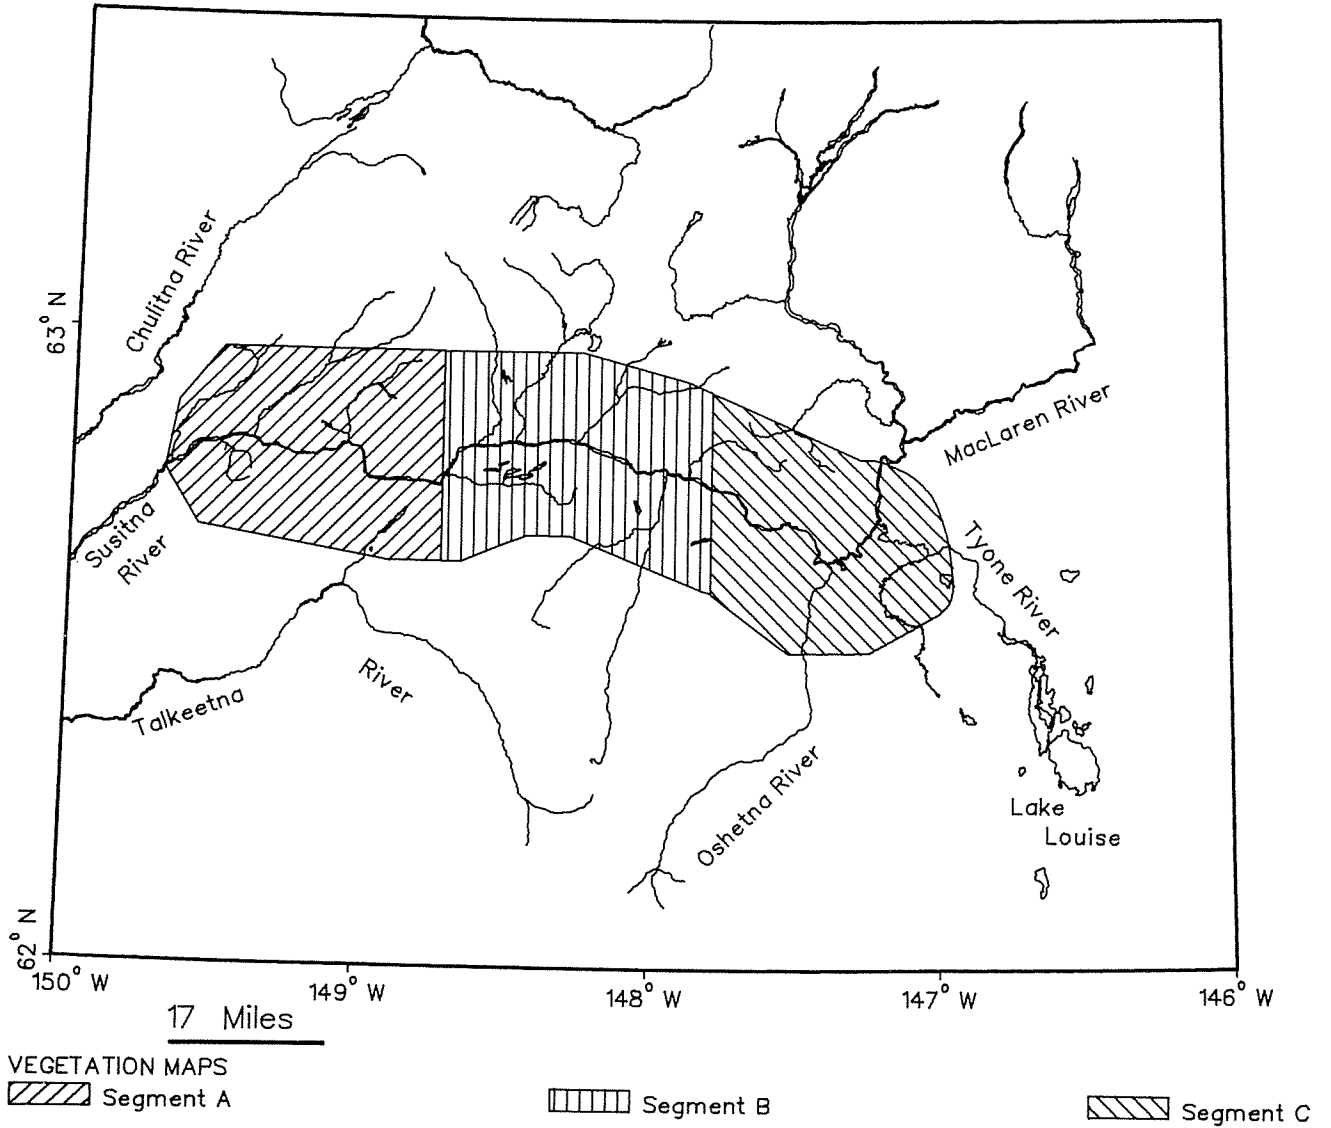 Chulitna River
63° N
MacLaren River
Susitna
River
Tyone River
River
Talkeetna
Oshetna River
Lake
Louise
62° N
150° W
149° W
148° W
147° W
146° W
17 Miles
VEGETATION MAPS
Segment A
Segment B
Segment C